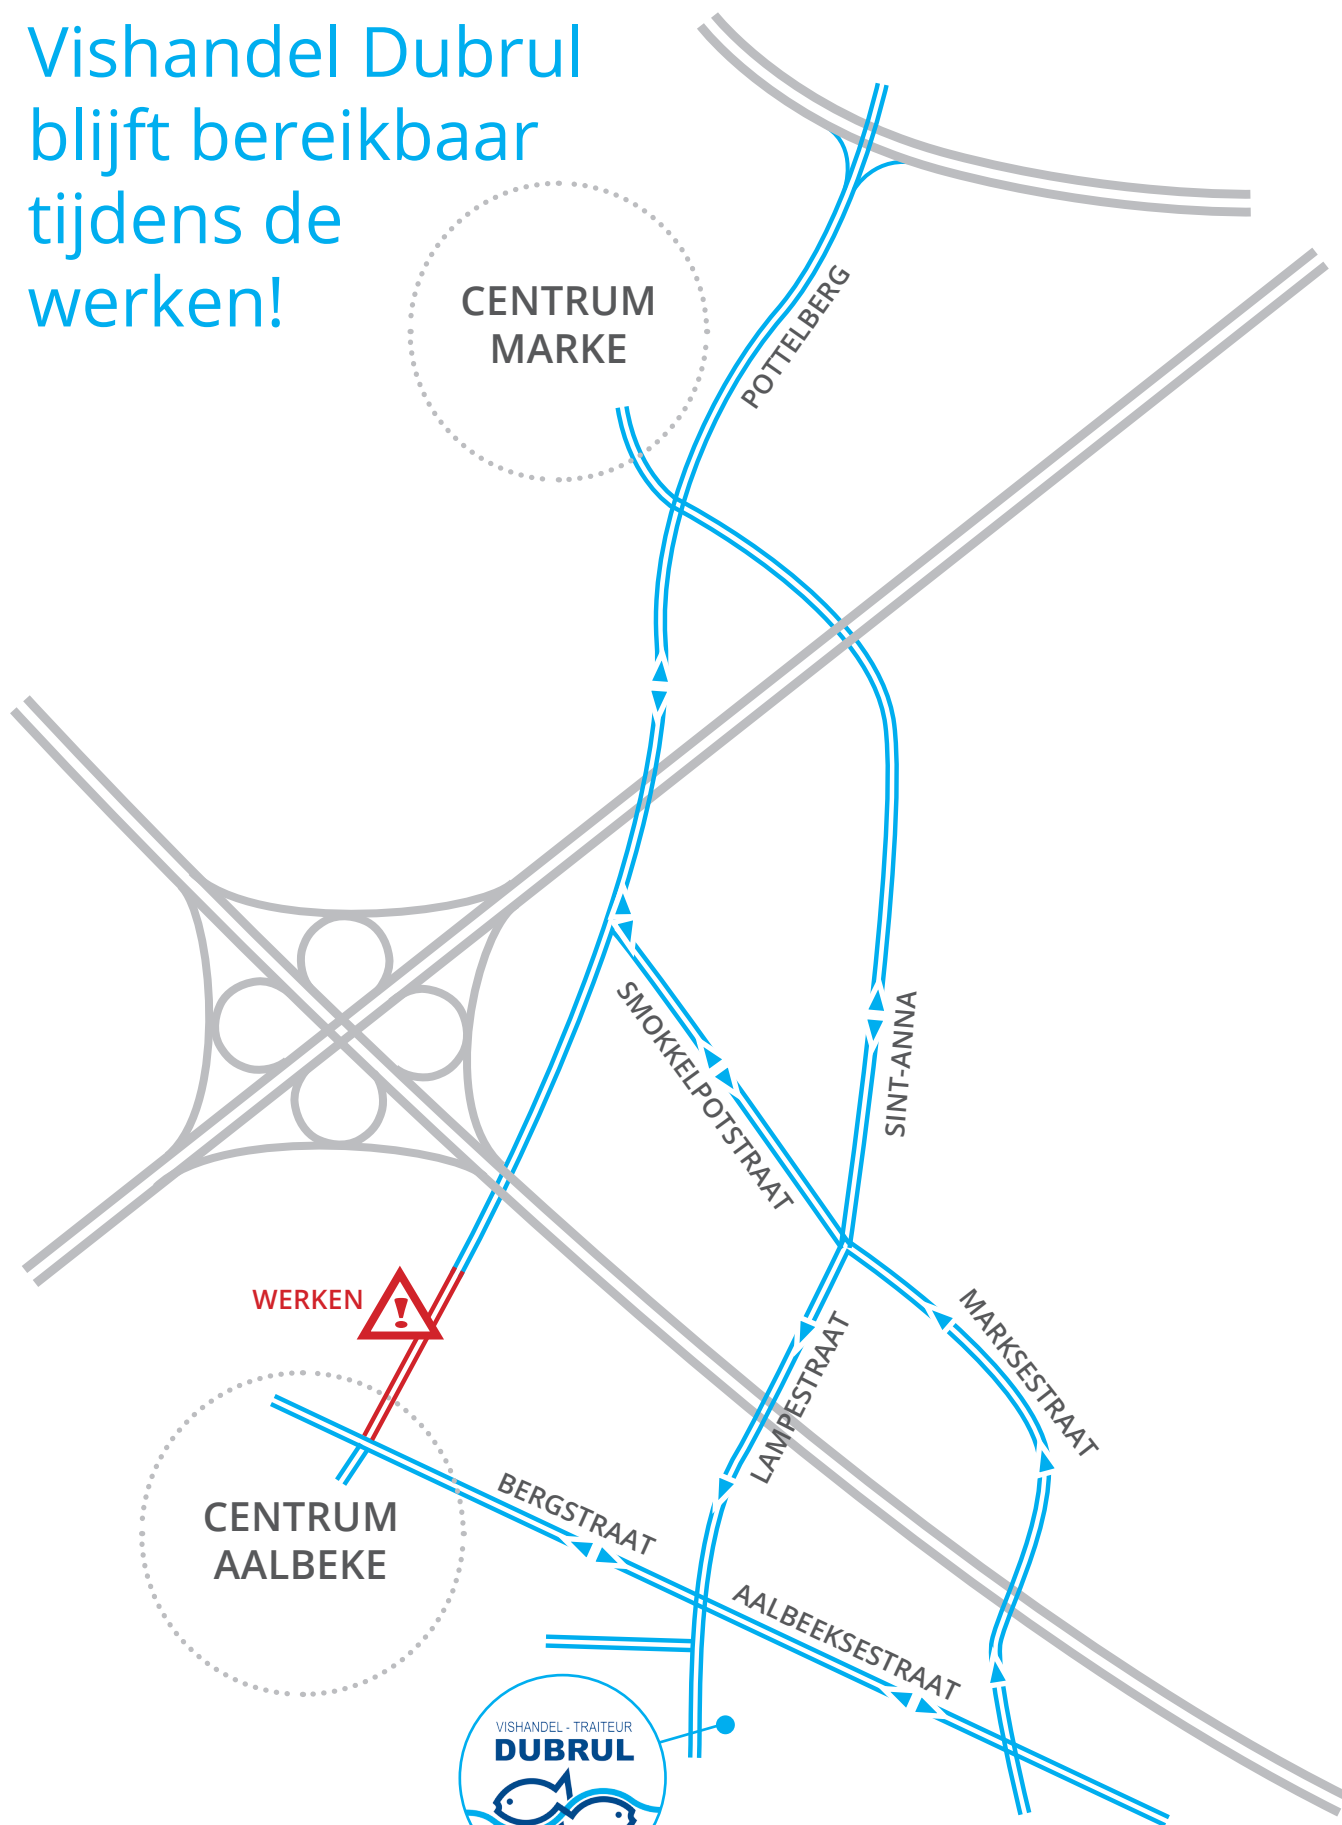 Vishandel Dubrul
blijft bereikbaar
tijdens de
werken!
CENTRUM
MARKE
POTTELBERG
SMOKKELPOTSTRAAT
SINT-ANNA
WERKEN
!
MARKSESTRAAT
LAMPESTRAAT
BERGSTRAAT
CENTRUM
AALBEKE
AALBEEKSESTRAAT
VISHANDEL - TRAITEUR
DUBRUL